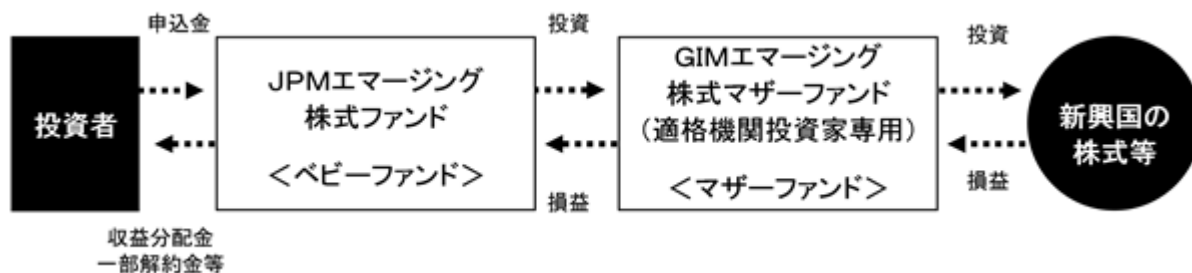 申込金
投資
投資
投資者
JPMエマージング
株式ファンド
<ベビーファンド>
GIMエマージング
株式マザーファンド
(適格機関投資家専用)
<マザーファンド>
新興国の
株式等
損益
損益
収益分配金
一部解約金等